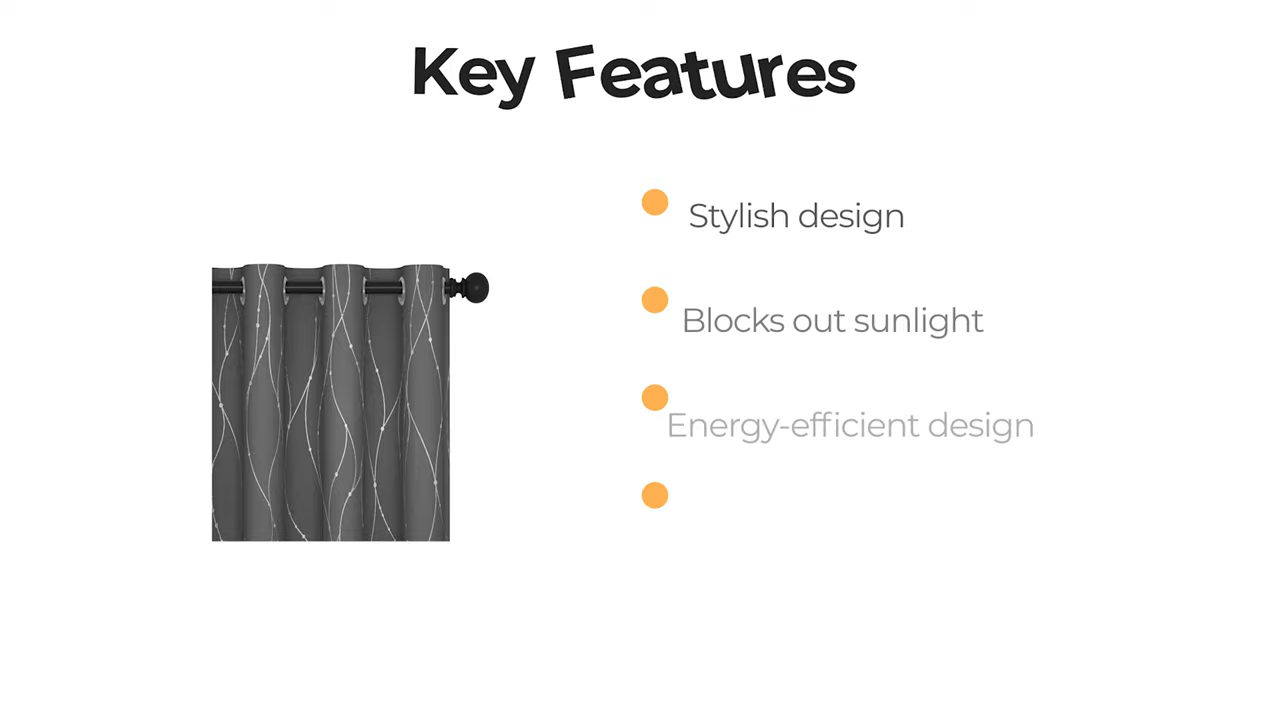 Key Features
Stylish design
Blocks out sunlight
Energy-efficient design